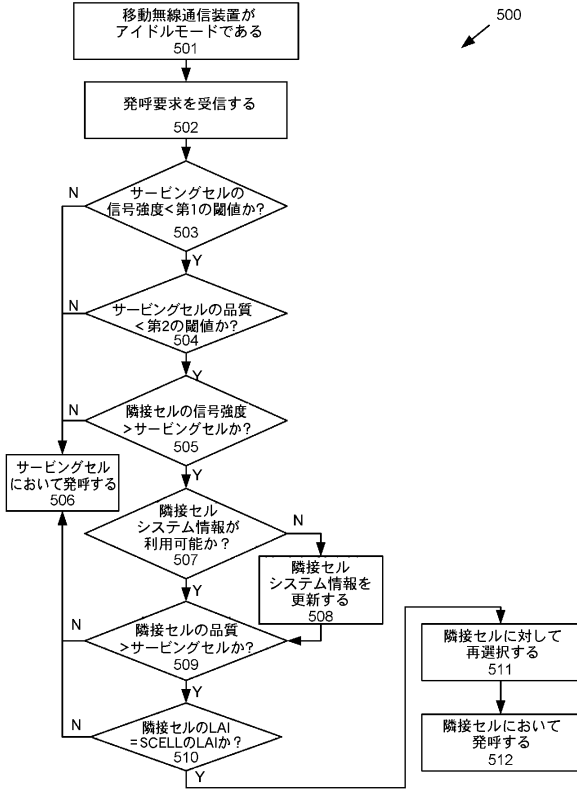 500
移動無線通信装置が
アイドルモードである
501
発呼要求を受信する
502
サービングセルの
信号強度<第1の閾値か?
503
N
Y
サービングセルの品質
<第2の閾値か?
504
N
Y
隣接セルの信号強度
>サービングセルか?
505
N
Y
サービングセル
において発呼する
506
隣接セル
システム情報が
利用可能か?
507
N
Y
隣接セル
システム情報を
更新する
508
隣接セルの品質
>サービングセルか?
509
N
Y
隣接セルのLAI
=SCELLのLAIか?
510
N
Y
隣接セルに対して
再選択する
511
隣接セルにおいて
発呼する
512